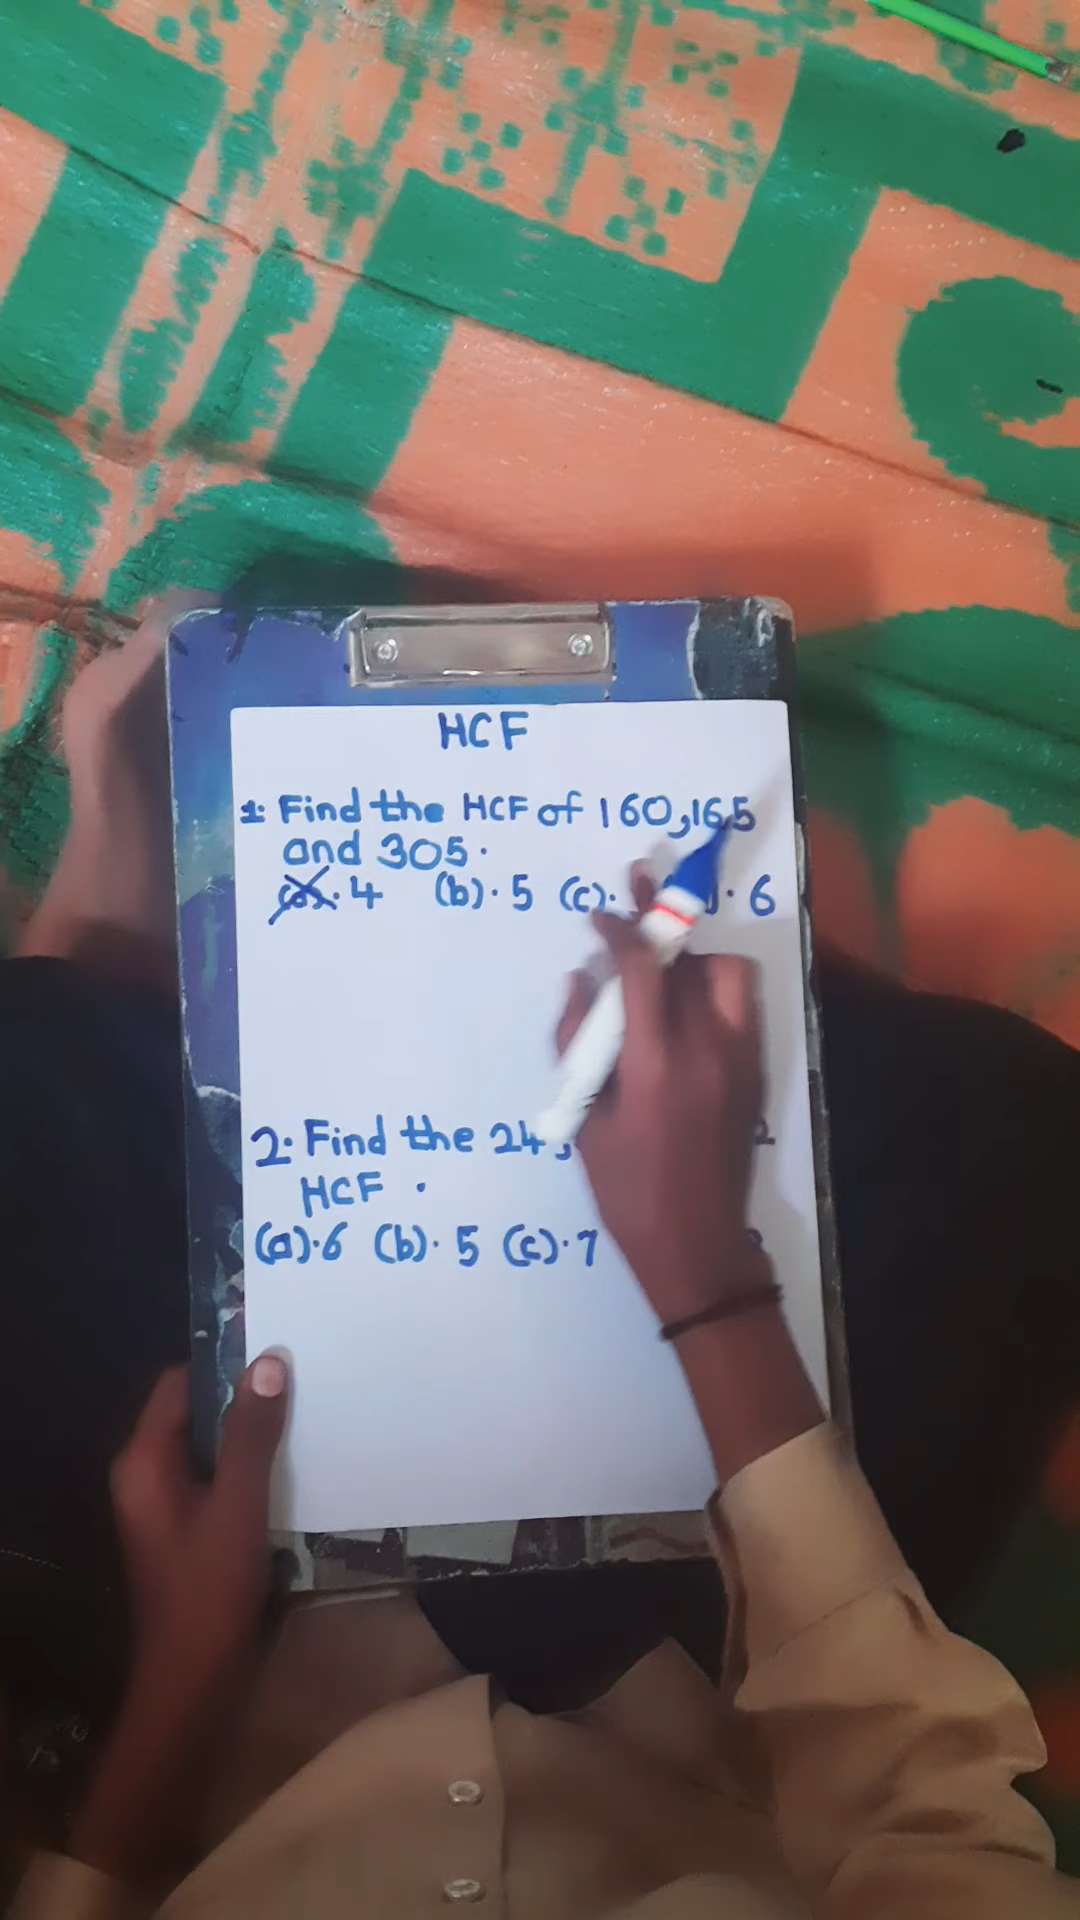 HCF
1. Find the HCF of 160,165
and 305.
(a). 4 (b). 5 (c). . 6
2. Find the 24,
HCF .
(a). 6 (b). 5 (c). 7